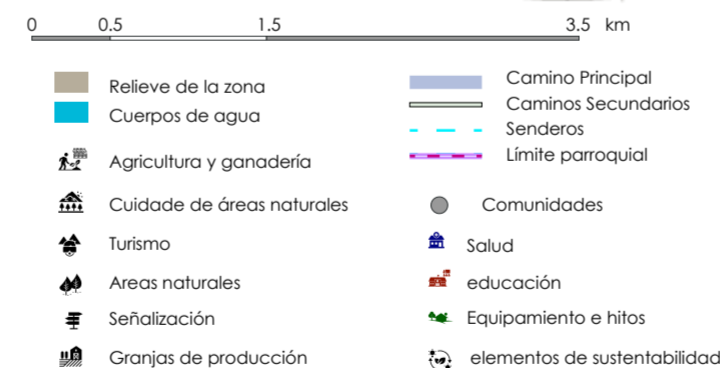 0 0.5 1.5 3.5 km
Relieve de la zona
Cuerpos de agua
Agricultura y ganadería
Cuidade de áreas naturales
Turismo
Areas naturales
Señalización
Granjas de producción
Camino Principal
Caminos Secundarios
Senderos
Límite parroquial
Comunidades
Salud
educación
Equipamiento e hitos
elementos de sustentabilidad